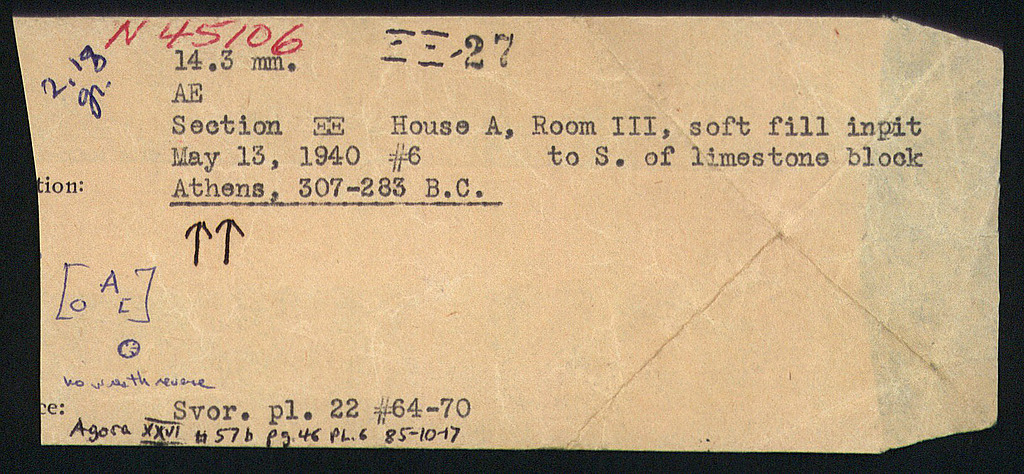 N 45106
ΞΞ-27
2.18 gr.
14.3 mm.
AE
Section ΞΞ House A, Room III, soft fill inpit
May 13, 1940 #6 to S. of limestone block
tion: Athens, 307-283 B.C.
↑↑
[ A
O E ]
no wreath reverse
ce: Svor. pl. 22 #64-70
Agora XXVI #57b pg.46 PL.6 85-10-17